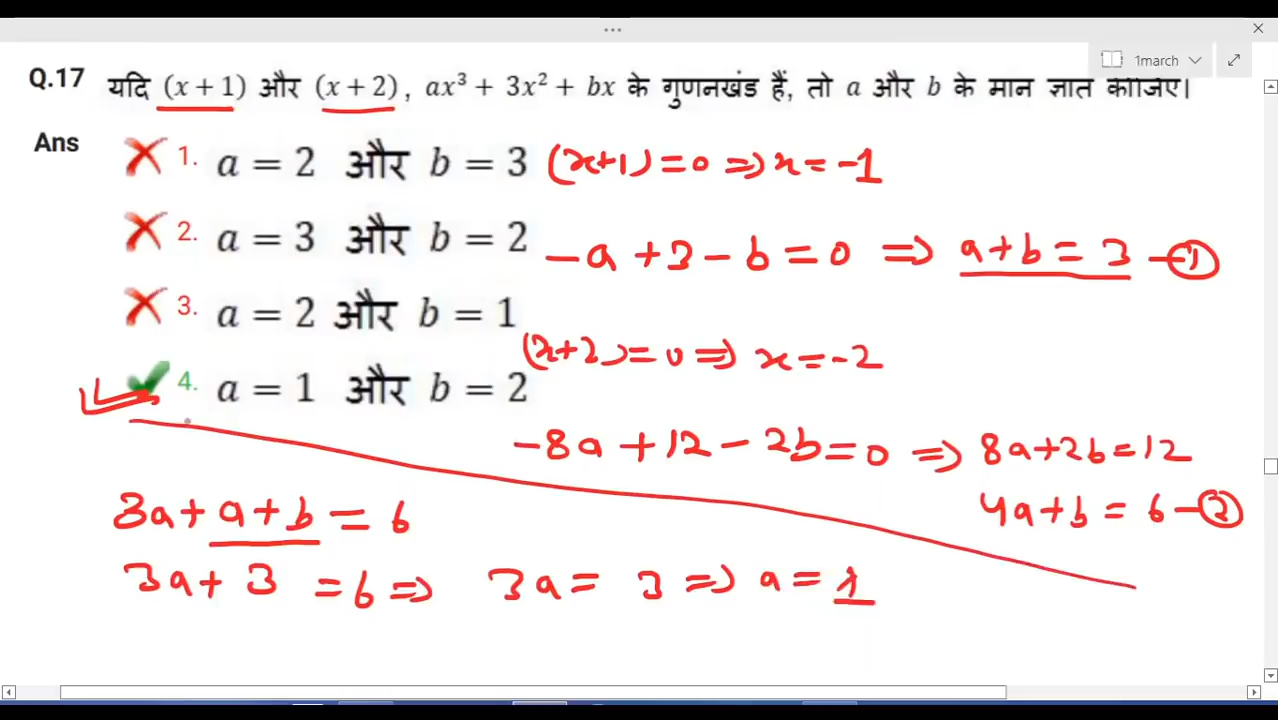 1march
Q.17 यदि (x + 1) और (x + 2), ax³ + 3x² + bx के गुणनखंड हैं, तो a और b के मान ज्ञात कीजिए।
Ans
1. a = 2 और b = 3
(x+1) = 0 ⇒ x = -1
2. a = 3 और b = 2
-a + 3 - b = 0 ⇒ a + b = 3 - ①
3. a = 2 और b = 1
(x+2) = 0 ⇒ x = -2
4. a = 1 और b = 2
-8a + 12 - 2b = 0 ⇒ 8a + 2b = 12
4a + b = 6 - ②
3a + a + b = 6
3a + 3 = 6 ⇒ 3a = 3 ⇒ a = 1